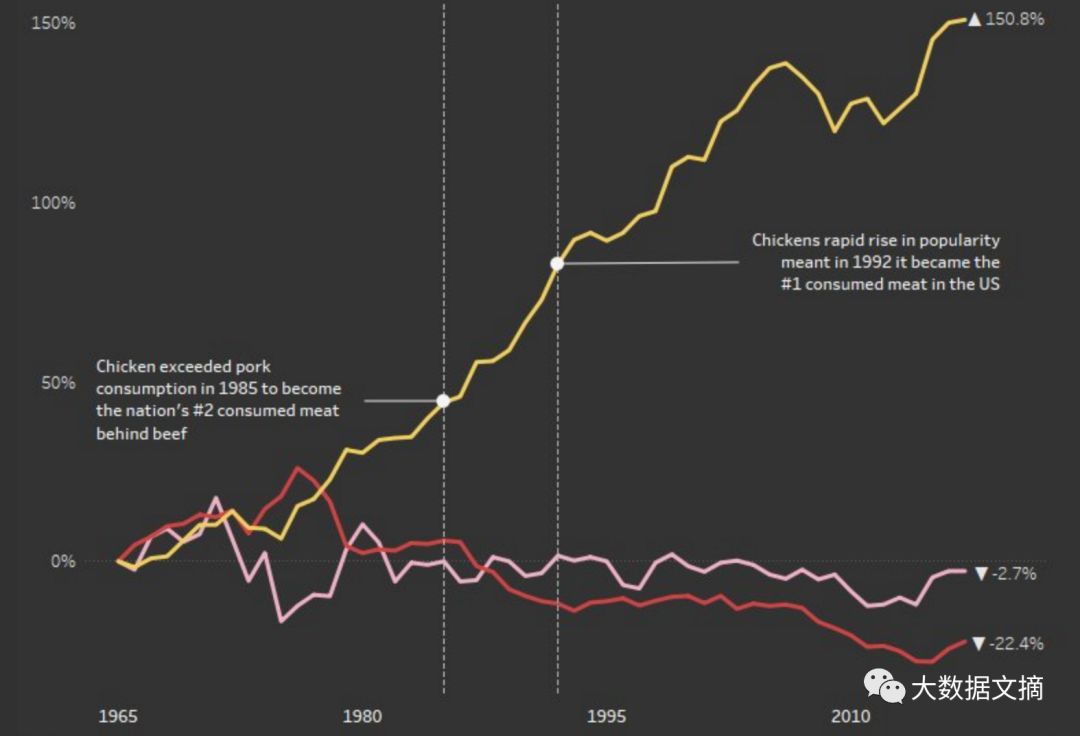 150%
▲ 150.8%
100%
Chickens rapid rise in popularity
meant in 1992 it became the
#1 consumed meat in the US
Chicken exceeded pork
consumption in 1985 to become
the nation's #2 consumed meat
behind beef
50%
0%
▼ -2.7%
▼ -22.4%
大数据文摘
1965
1980
1995
2010